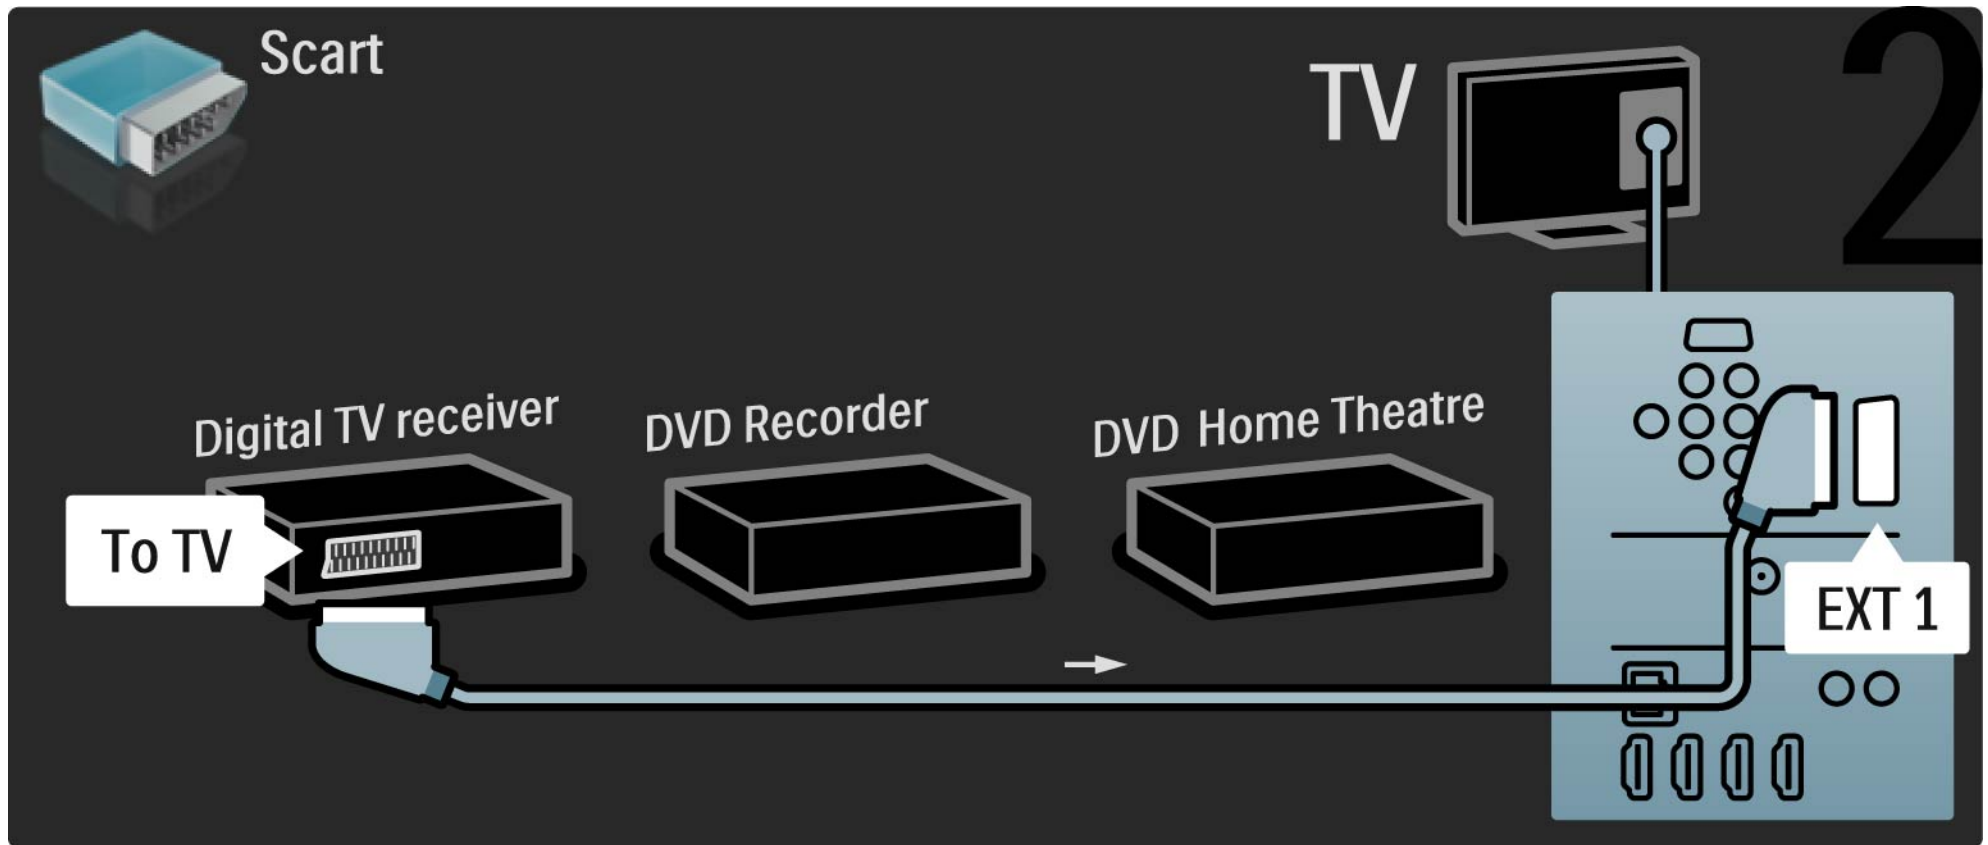 Scart
TV
2
Digital TV receiver
DVD Recorder
DVD Home Theatre
To TV
EXT 1